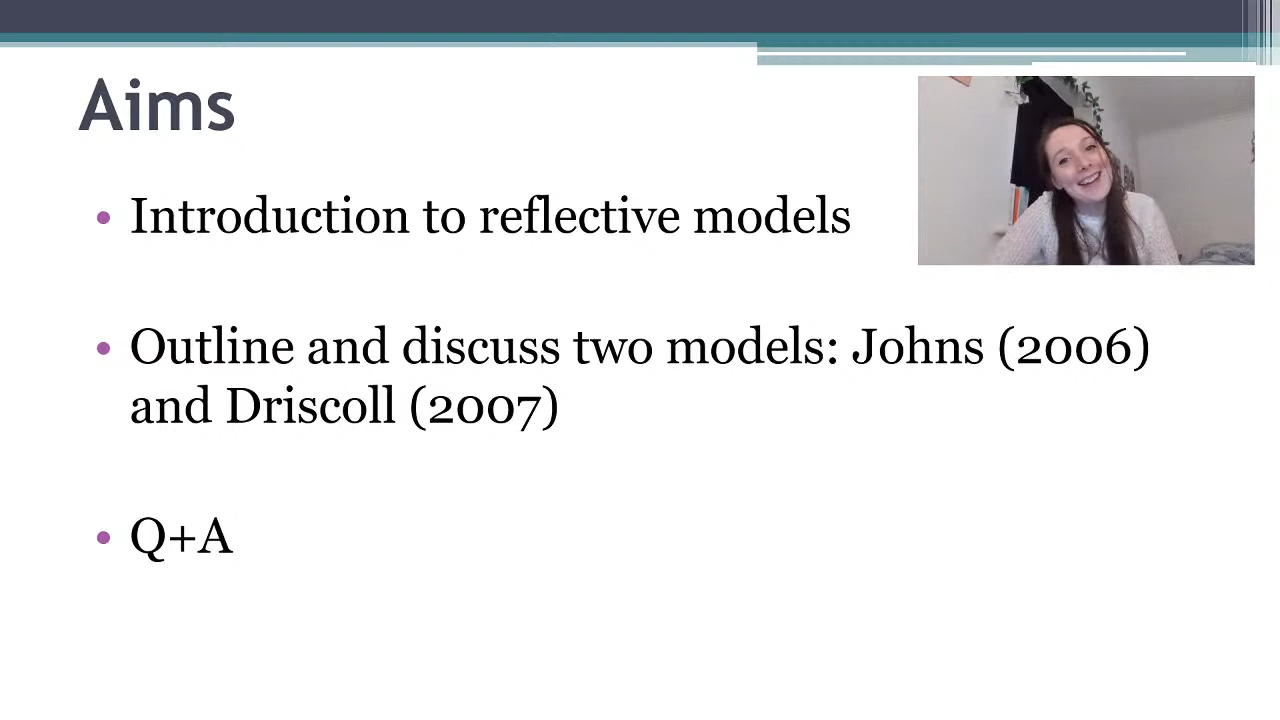 Aims
• Introduction to reflective models
• Outline and discuss two models: Johns (2006)
and Driscoll (2007)
• Q+A